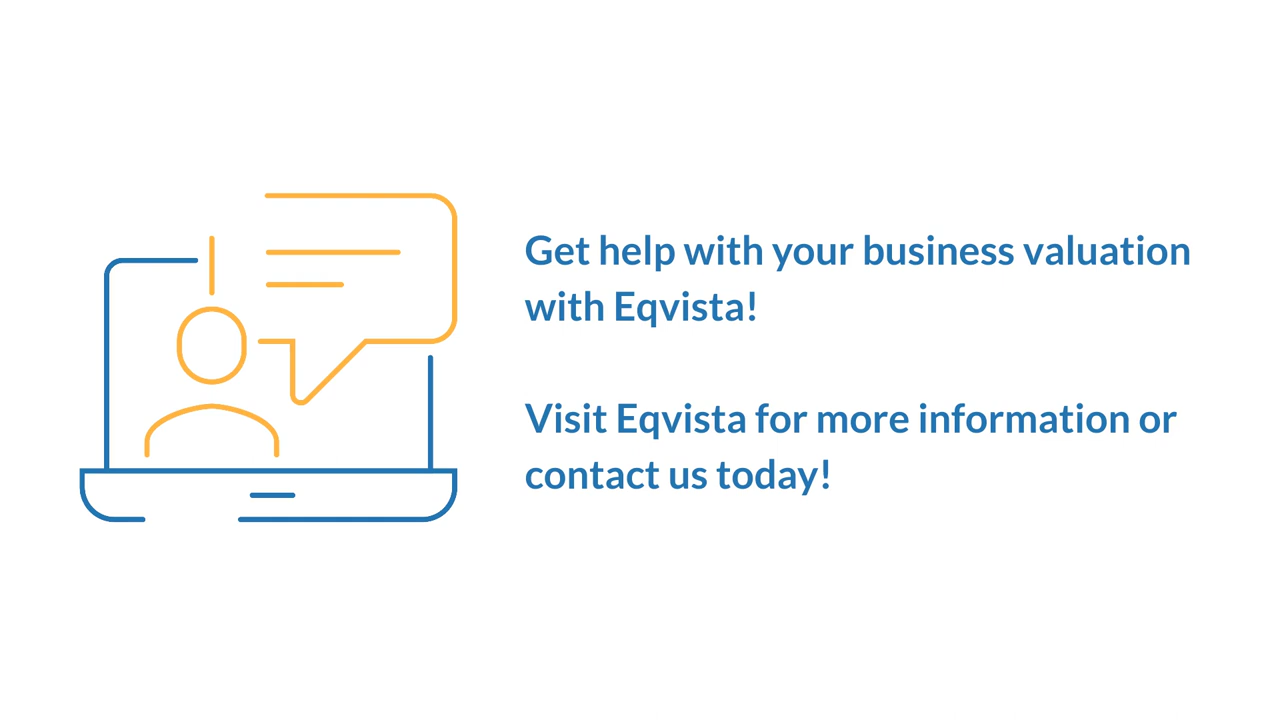 Get help with your business valuation
with Eqvista!
Visit Eqvista for more information or
contact us today!